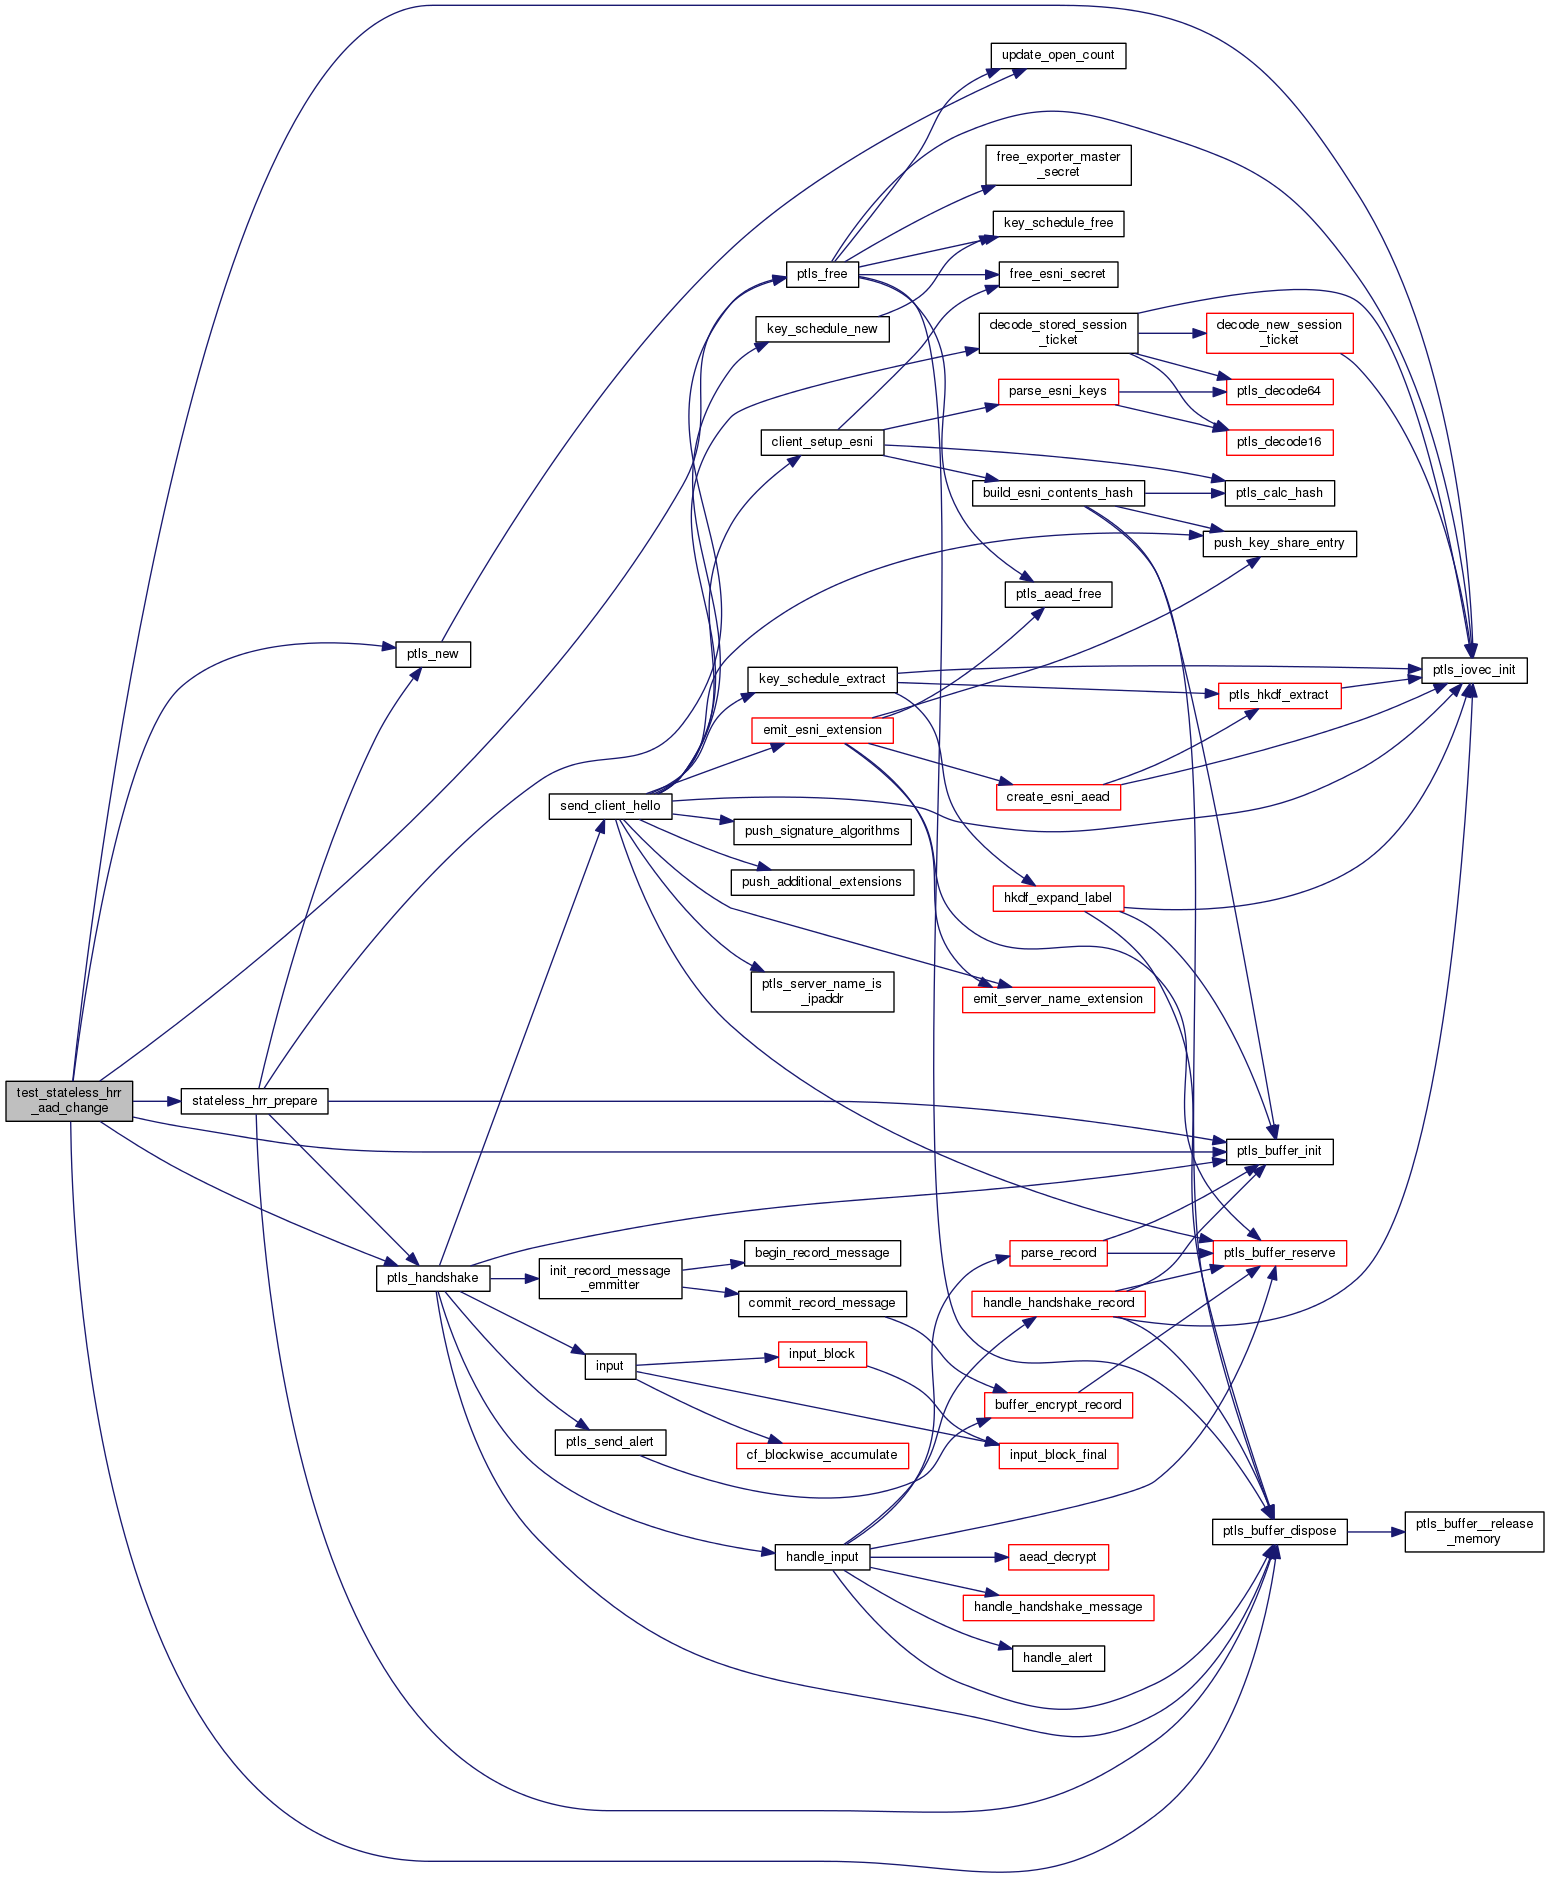 update_open_count
free_exporter_master
_secret
key_schedule_free
ptls_free
free_esni_secret
key_schedule_new
decode_stored_session
_ticket
decode_new_session
_ticket
parse_esni_keys
ptls_decode64
client_setup_esni
ptls_decode16
build_esni_contents_hash
ptls_calc_hash
push_key_share_entry
ptls_aead_free
ptls_new
ptls_iovec_init
key_schedule_extract
ptls_hkdf_extract
emit_esni_extension
create_esni_aead
send_client_hello
push_signature_algorithms
push_additional_extensions
hkdf_expand_label
ptls_server_name_is
_ipaddr
emit_server_name_extension
test_stateless_hrr
_aad_change
stateless_hrr_prepare
ptls_buffer_init
begin_record_message
parse_record
ptls_buffer_reserve
ptls_handshake
init_record_message
_emmitter
commit_record_message
handle_handshake_record
input
input_block
buffer_encrypt_record
ptls_send_alert
cf_blockwise_accumulate
input_block_final
ptls_buffer_dispose
ptls_buffer__release
_memory
handle_input
aead_decrypt
handle_handshake_message
handle_alert